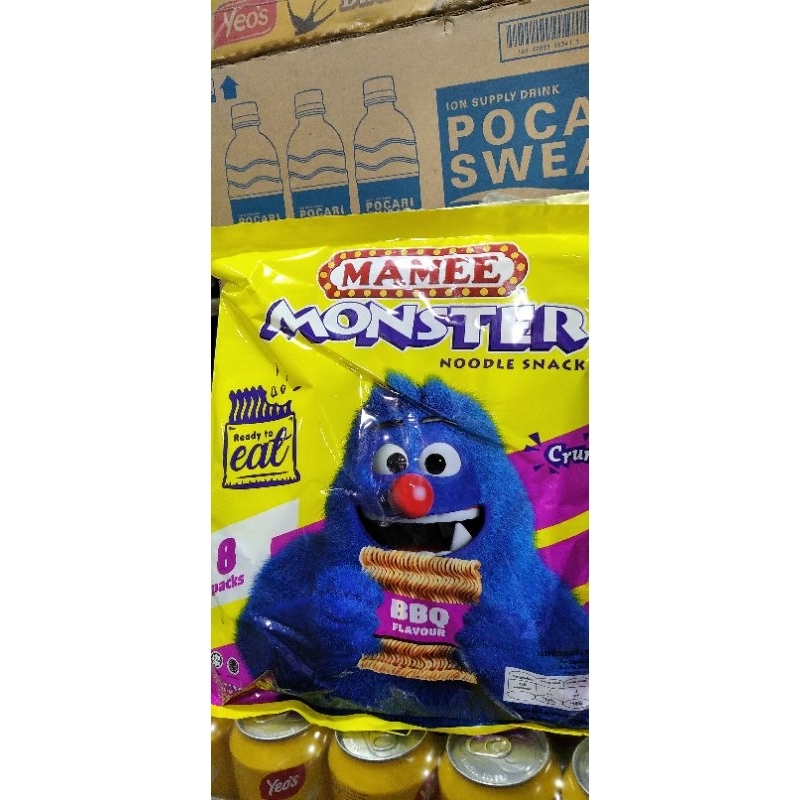 Yeo's
ION SUPPLY DRINK
POCA
SWEA
POCARI
POCARI
POCARI
MAMEE
MONSTER
NOODLE SNACK
Ready to
eat
Crun
8
packs
BBQ
FLAVOUR
Yeo's